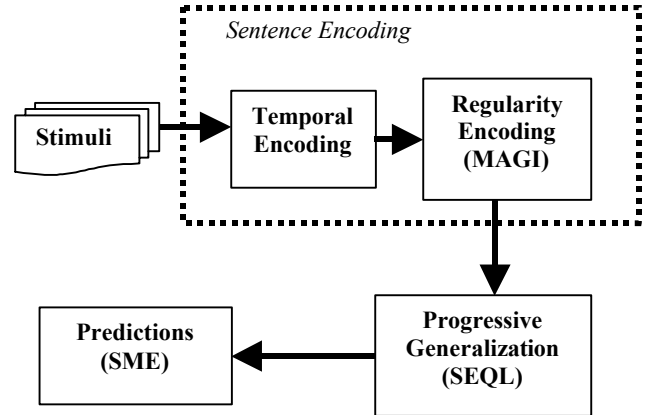 Sentence Encoding
Stimuli
Temporal
Encoding
Regularity
Encoding
(MAGI)
Predictions
(SME)
Progressive
Generalization
(SEQL)